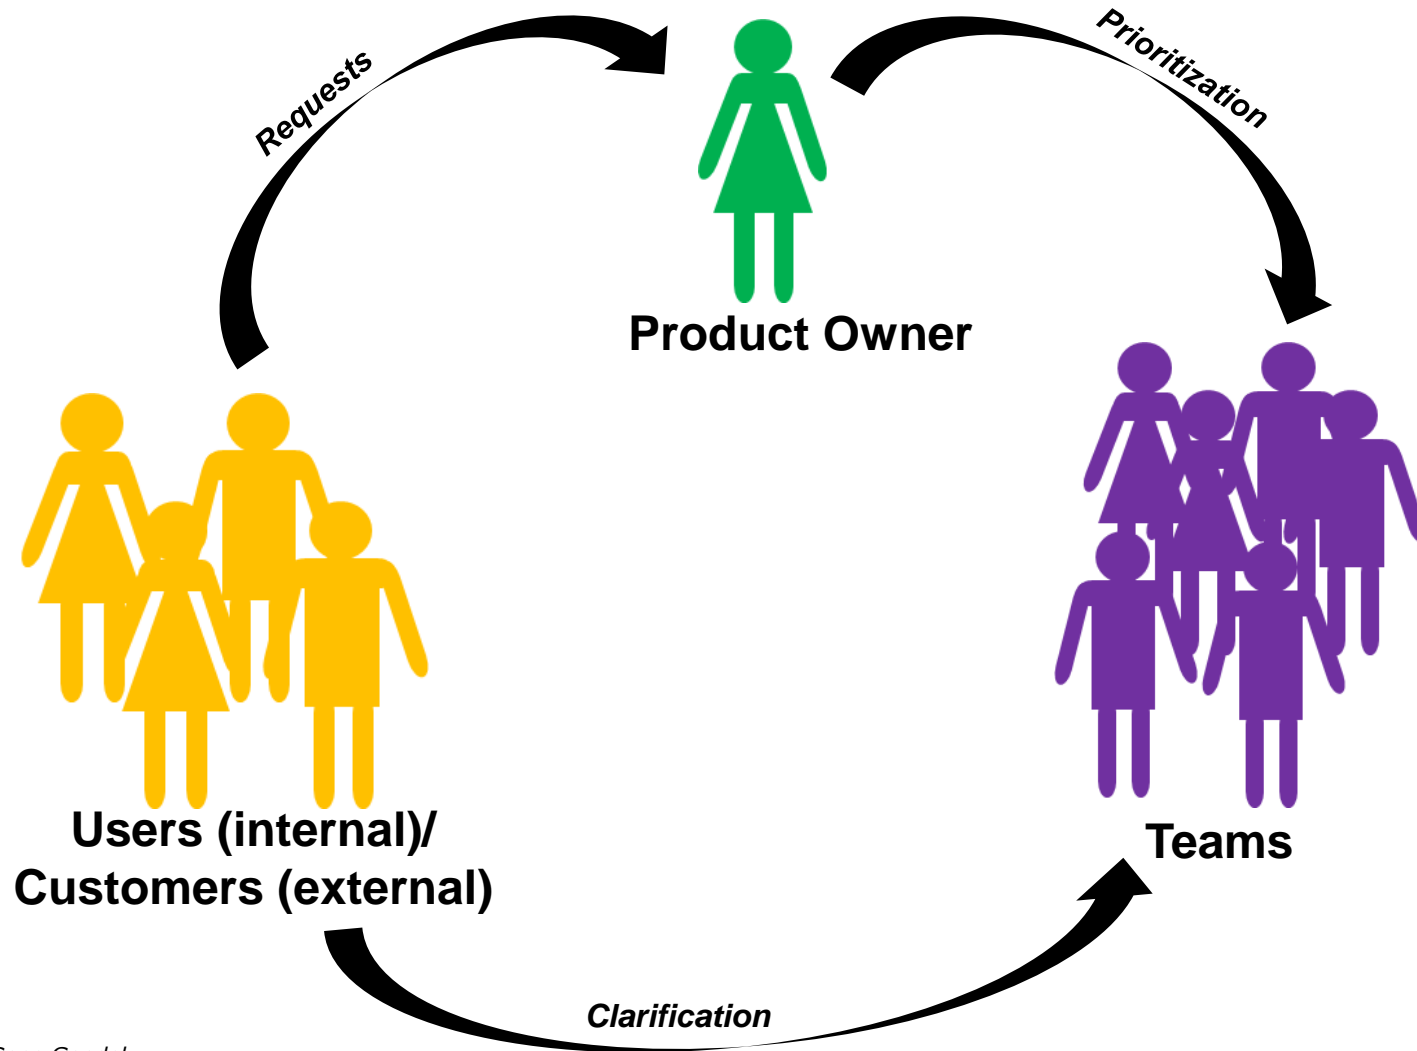 Requests
Prioritization
Product Owner
Users (internal)/
Customers (external)
Teams
Clarification